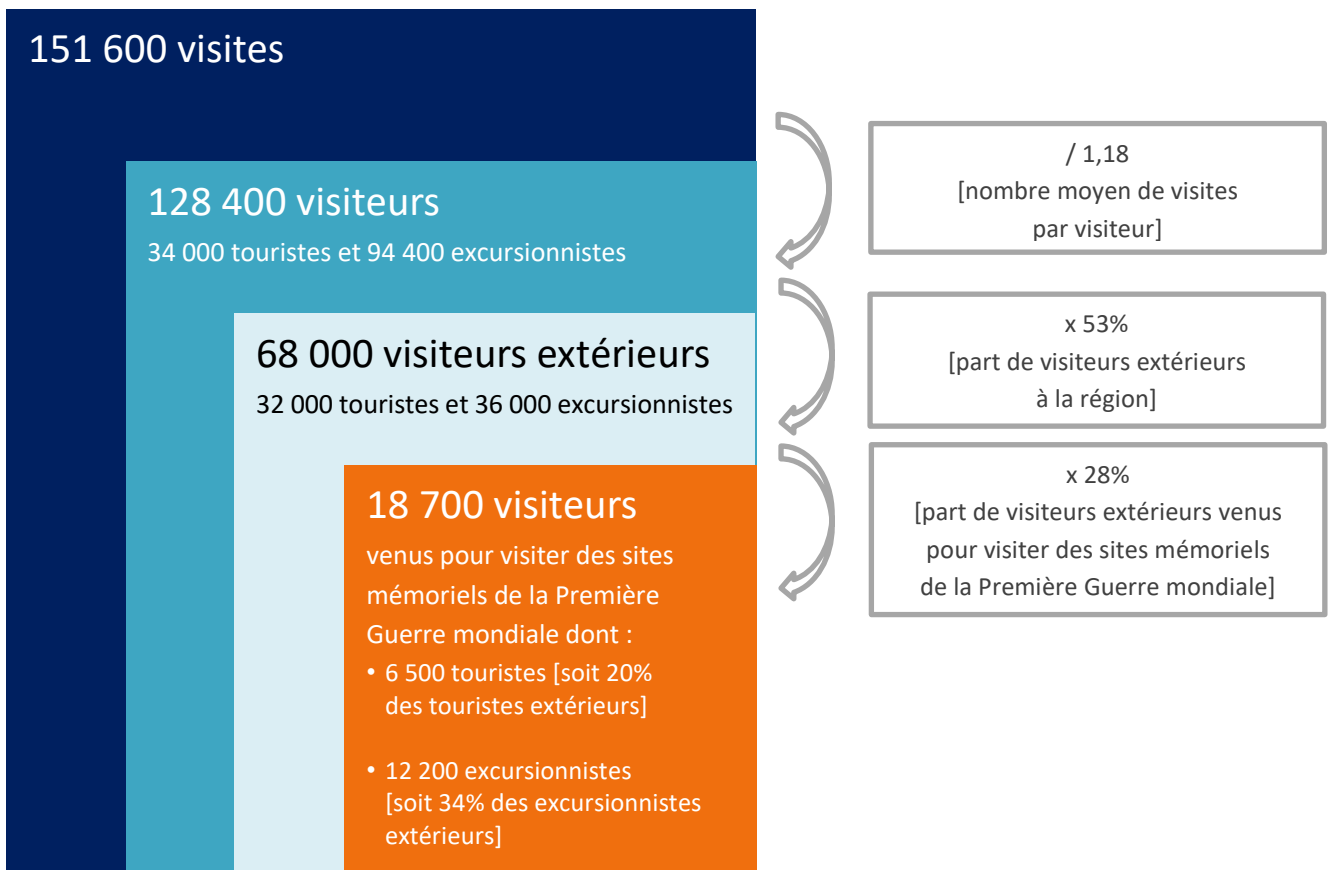 151 600 visites
128 400 visiteurs
34 000 touristes et 94 400 excursionnistes
68 000 visiteurs extérieurs
32 000 touristes et 36 000 excursionnistes
18 700 visiteurs
venus pour visiter des sites
mémoriels de la Première
Guerre mondiale dont :
• 6 500 touristes [soit 20%
des touristes extérieurs]
• 12 200 excursionnistes
[soit 34% des excursionnistes
extérieurs]
/ 1,18
[nombre moyen de visites
par visiteur]
x 53%
[part de visiteurs extérieurs
à la région]
x 28%
[part de visiteurs extérieurs venus
pour visiter des sites mémoriels
de la Première Guerre mondiale]